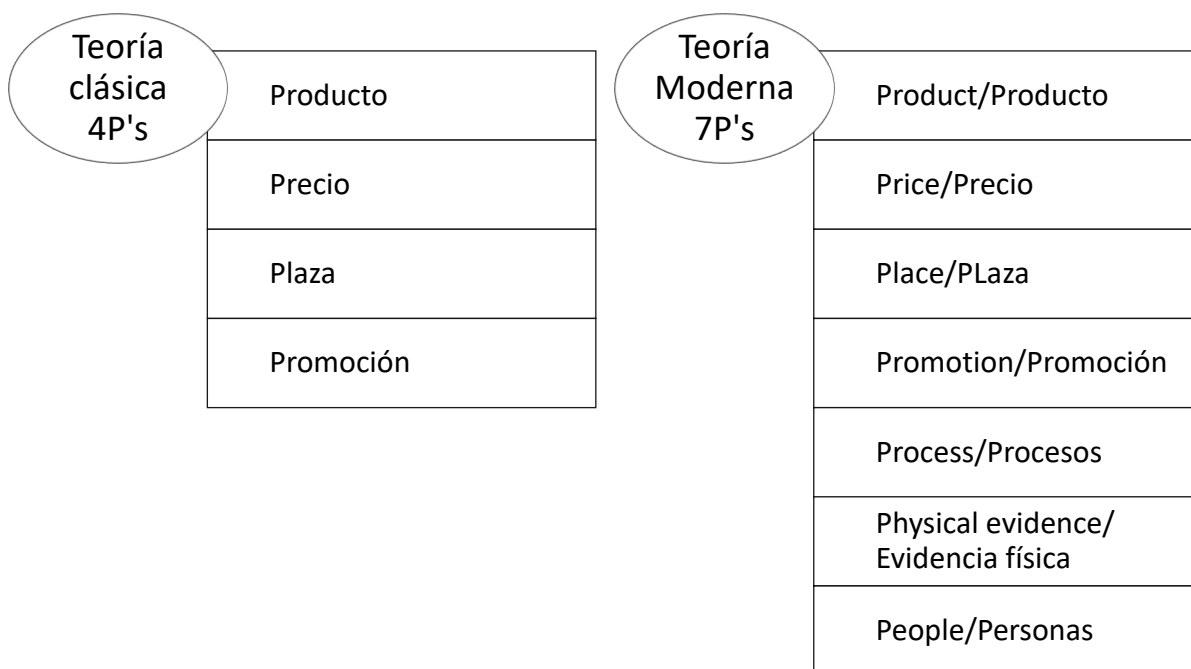 Teoría
clásica
4P's
Producto
Precio
Plaza
Promoción
Teoría
Moderna
7P's
Product/Producto
Price/Precio
Place/PLaza
Promotion/Promoción
Process/Procesos
Physical evidence/
Evidencia física
People/Personas